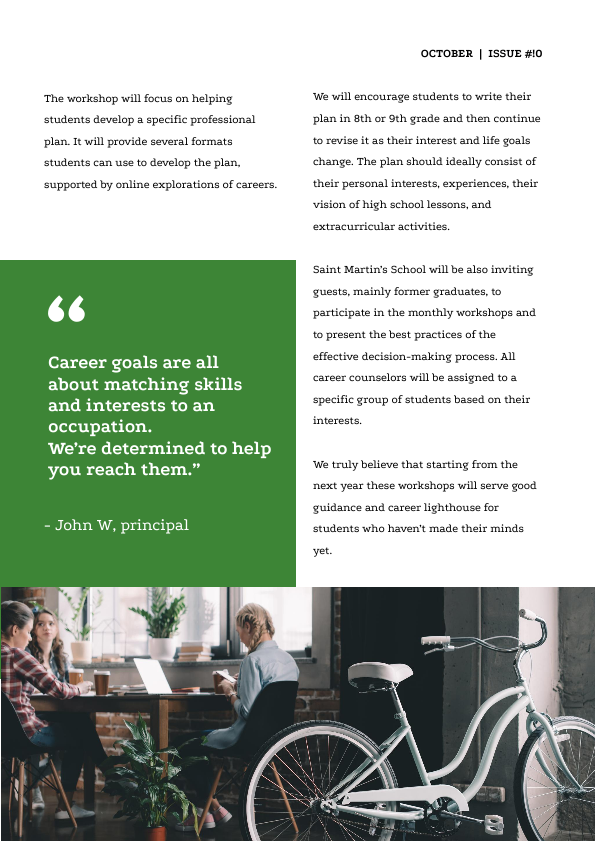 OCTOBER | ISSUE #!0
The workshop will focus on helping
students develop a specific professional
plan. It will provide several formats
students can use to develop the plan,
supported by online explorations of careers.
“
Career goals are all
about matching skills
and interests to an
occupation.
We’re determined to help
you reach them.”
- John W, principal
We will encourage students to write their
plan in 8th or 9th grade and then continue
to revise it as their interest and life goals
change. The plan should ideally consist of
their personal interests, experiences, their
vision of high school lessons, and
extracurricular activities.
Saint Martin’s School will be also inviting
guests, mainly former graduates, to
participate in the monthly workshops and
to present the best practices of the
effective decision-making process. All
career counselors will be assigned to a
specific group of students based on their
interests.
We truly believe that starting from the
next year these workshops will serve good
guidance and career lighthouse for
students who haven’t made their minds
yet.